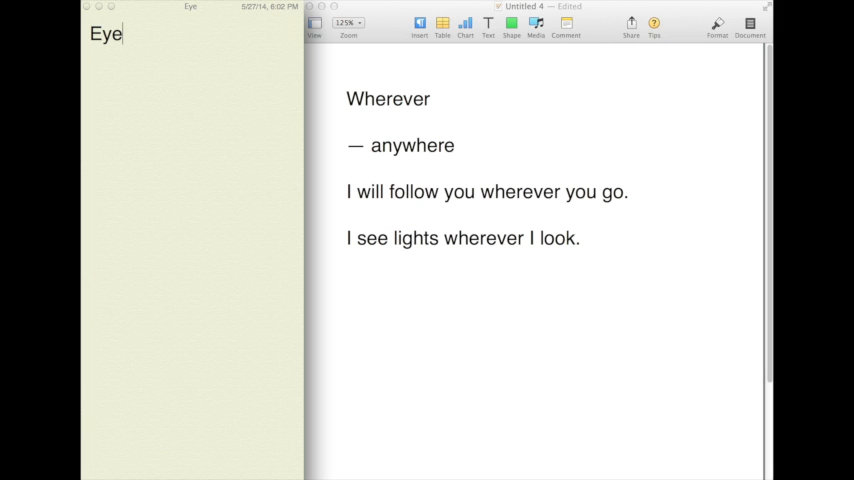 Eye
5/27/14, 6:02 PM
Eye
Untitled 4 — Edited
125%
View
Zoom
Insert
Table
Chart
Text
Shape
Media
Comment
Share
Tips
Format
Document
Wherever
— anywhere
I will follow you wherever you go.
I see lights wherever I look.